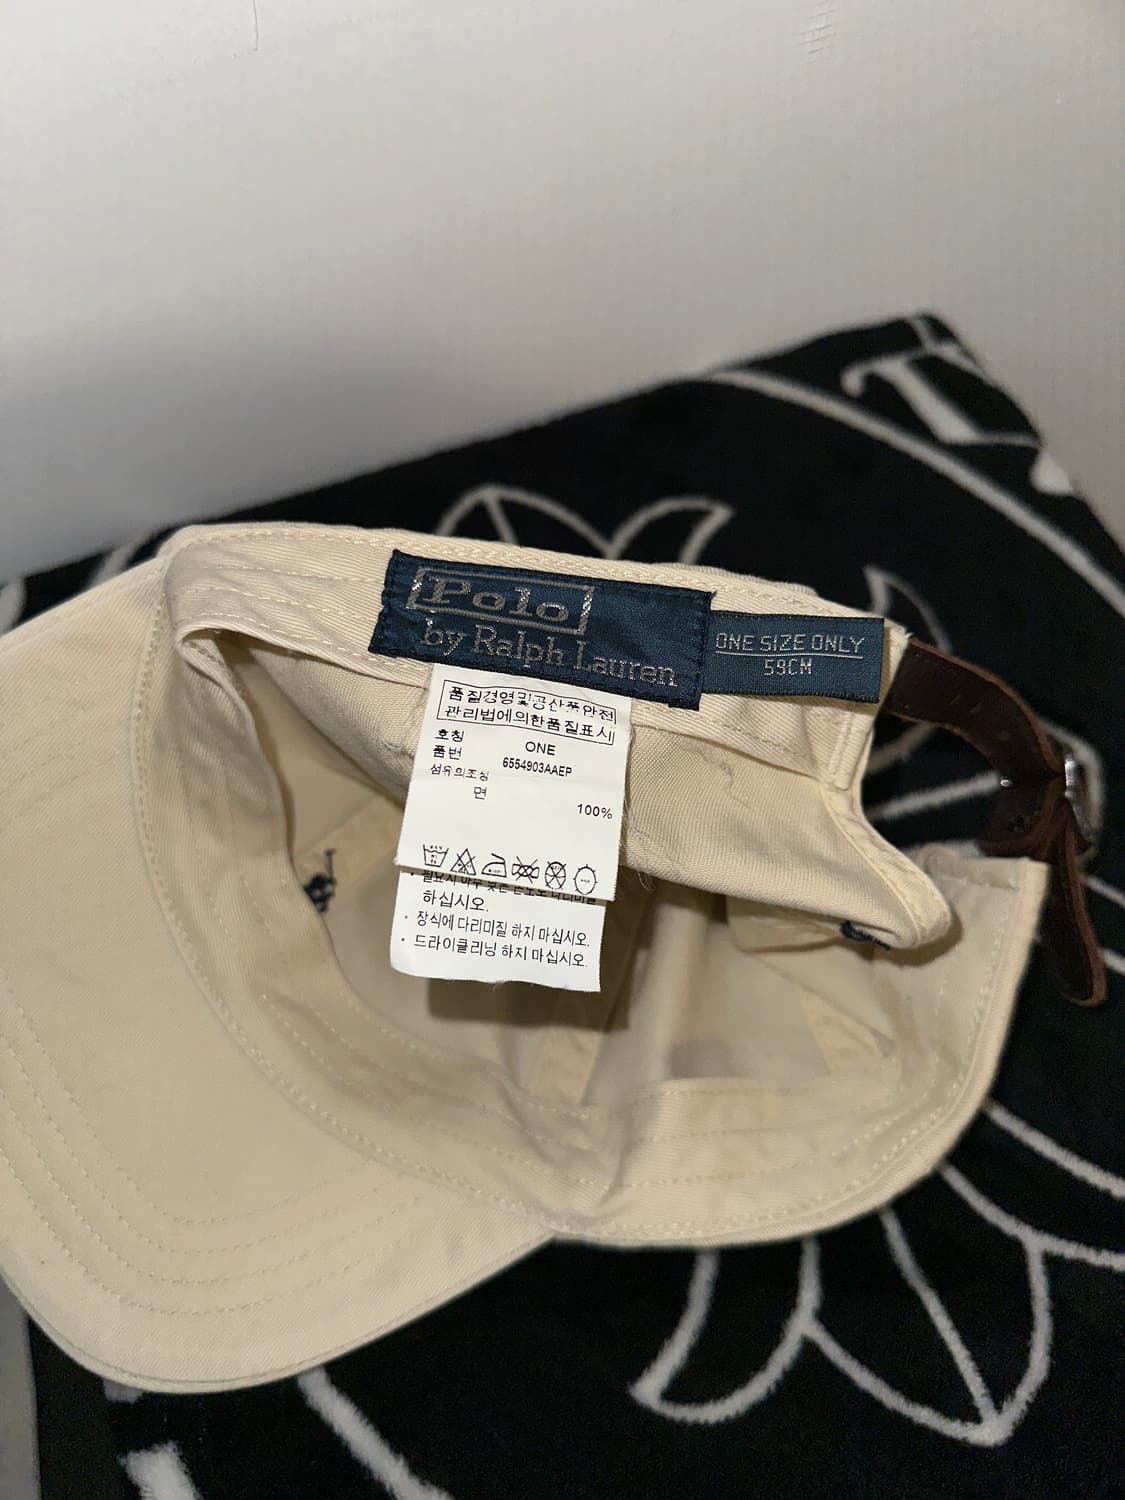 Polo
by Ralph Lauren
ONE SIZE ONLY
59CM
품질경영및공산품안전
관리법에의한품질표시
호칭 ONE
품번 6554903AAEP
섬유의조성
면 100%
하십시오.
· 장식에 다리미질 하지 마십시오.
· 드라이클리닝 하지 마십시오.